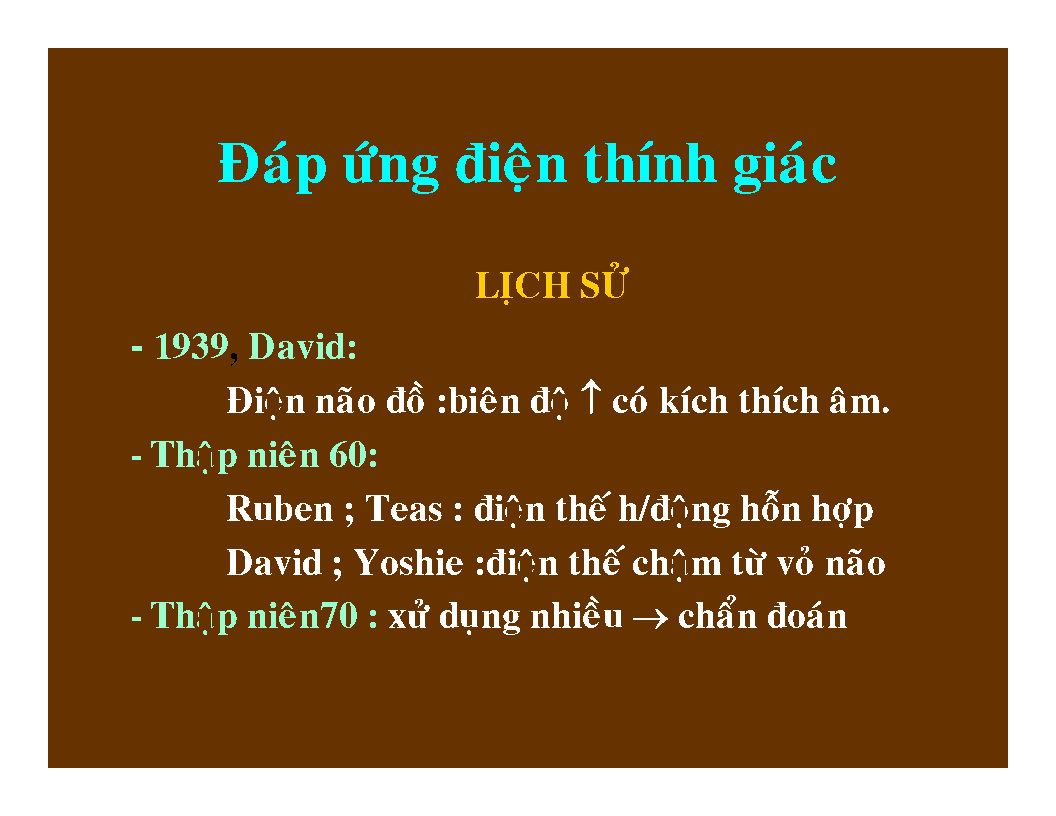 Đáp ứng điện thính giác
LỊCH SỬ
- 1939, David:
Điện não đồ :biên độ ↑ có kích thích âm.
- Thập niên 60:
Ruben ; Teas : điện thế h/động hỗn hợp
David ; Yoshie :điện thế chậm từ vỏ não
- Thập niên70 : xử dụng nhiều → chẩn đoán